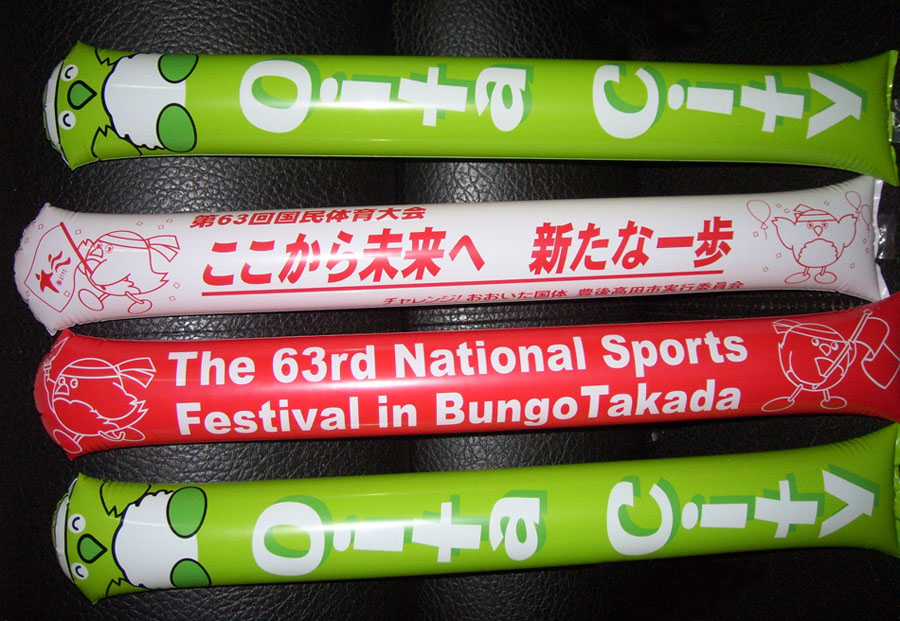 Oita City
第63回国民体育大会
ここから未来へ 新たな一歩
チャレンジ!おおいた国体 豊後高田市実行委員会
The 63rd National Sports
Festival in BungoTakada
Oita City